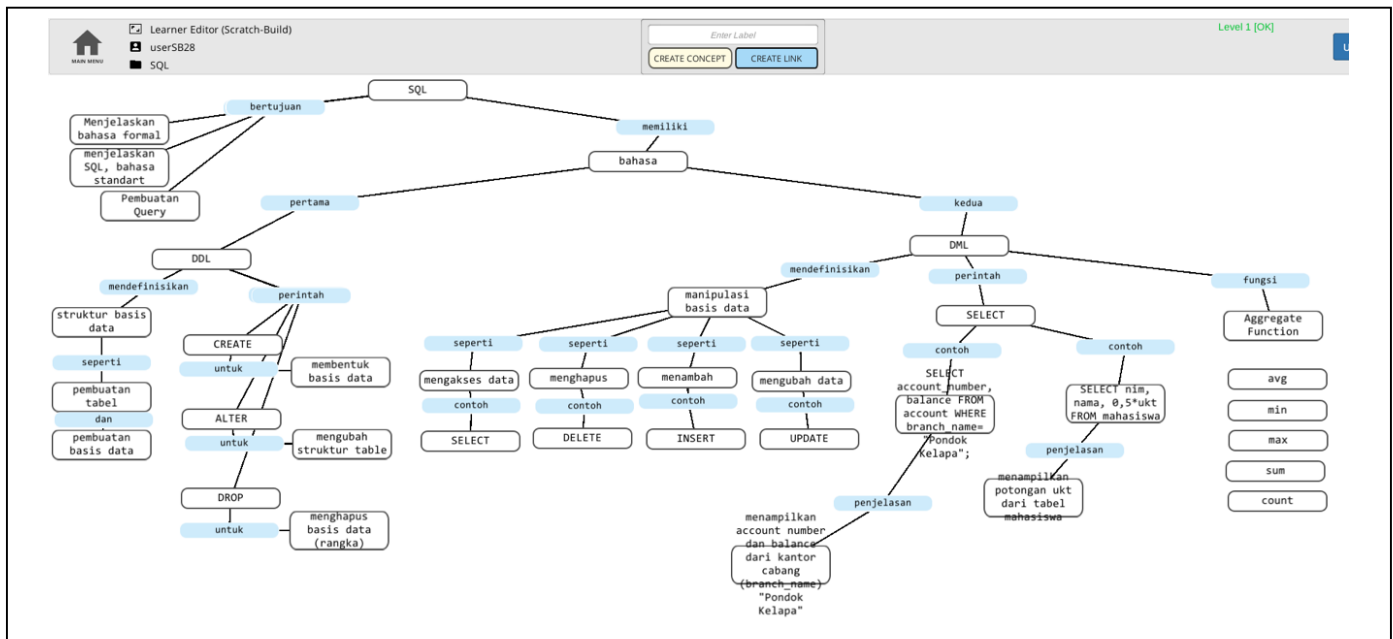 Learner Editor (Scratch-Build)
userSB28
SQL
MAIN MENU
Enter Label
CREATE CONCEPT
CREATE LINK
Level 1 [OK]
U
SQL
bertujuan
Menjelaskan
bahasa formal
menjelaskan
SQL, bahasa
standart
Pembuatan
Query
memiliki
bahasa
pertama
kedua
DDL
mendefinisikan
struktur basis
data
seperti
pembuatan
tabel
dan
pembuatan
basis data
perintah
CREATE
untuk
membentuk
basis data
ALTER
untuk
mengubah
struktur table
DROP
untuk
menghapus
basis data
(rangka)
DML
mendefinisikan
manipulasi
basis data
seperti
mengakses data
contoh
SELECT
seperti
menghapus
contoh
DELETE
seperti
menambah
contoh
INSERT
seperti
mengubah data
contoh
UPDATE
perintah
SELECT
contoh
SELECT
account_number,
balance FROM
account WHERE
branch_name=
"Pondok
Kelapa";
penjelasan
menampilkan
account number
dan balance
dari kantor
cabang
(branch_name)
"Pondok
Kelapa"
contoh
SELECT nim,
nama, 0,5*ukt
FROM mahasiswa
penjelasan
menampilkan
potongan ukt
dari tabel
mahasiswa
fungsi
Aggregate
Function
avg
min
max
sum
count